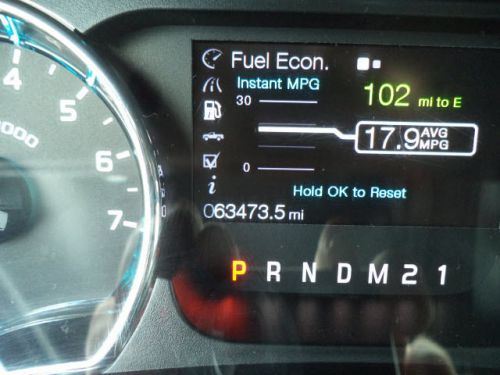 4
5
6
7
000
Fuel Econ.
Instant MPG
30
0
102 mi to E
17.9 AVG MPG
Hold OK to Reset
063473.5 mi
i
P R N D M 2 1